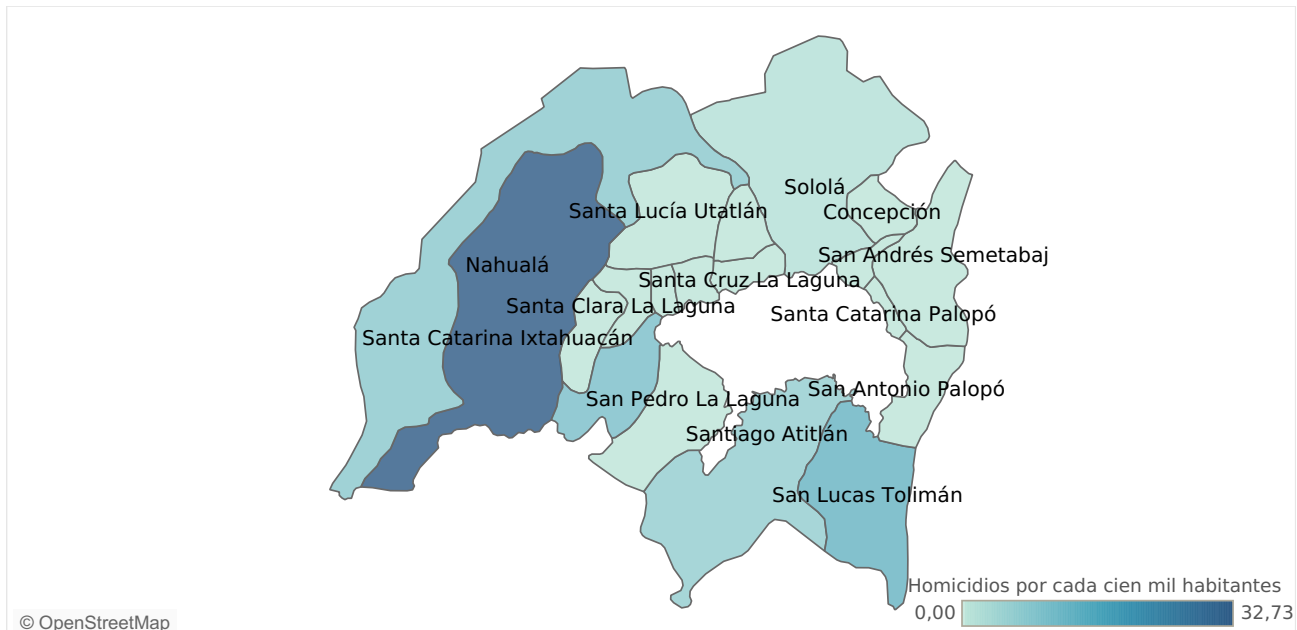 Sololá
Santa Lucía Utatlán
Concepción
San Andrés Semetabaj
Nahualá
Santa Cruz La Laguna
Santa Clara La Laguna
Santa Catarina Palopó
Santa Catarina Ixtahuacán
San Antonio Palopó
San Pedro La Laguna
Santiago Atitlán
San Lucas Tolimán
Homicidios por cada cien mil habitantes
0,00 32,73
© OpenStreetMap